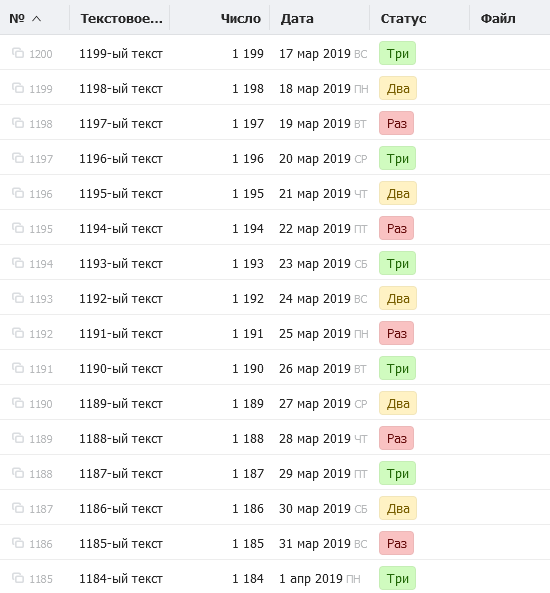 № Текстовое... Число Дата Статус Файл
1200 1199-ый текст 1 199 17 мар 2019 ВС Три
1199 1198-ый текст 1 198 18 мар 2019 ПН Два
1198 1197-ый текст 1 197 19 мар 2019 ВТ Раз
1197 1196-ый текст 1 196 20 мар 2019 СР Три
1196 1195-ый текст 1 195 21 мар 2019 ЧТ Два
1195 1194-ый текст 1 194 22 мар 2019 ПТ Раз
1194 1193-ый текст 1 193 23 мар 2019 СБ Три
1193 1192-ый текст 1 192 24 мар 2019 ВС Два
1192 1191-ый текст 1 191 25 мар 2019 ПН Раз
1191 1190-ый текст 1 190 26 мар 2019 ВТ Три
1190 1189-ый текст 1 189 27 мар 2019 СР Два
1189 1188-ый текст 1 188 28 мар 2019 ЧТ Раз
1188 1187-ый текст 1 187 29 мар 2019 ПТ Три
1187 1186-ый текст 1 186 30 мар 2019 СБ Два
1186 1185-ый текст 1 185 31 мар 2019 ВС Раз
1185 1184-ый текст 1 184 1 апр 2019 ПН Три